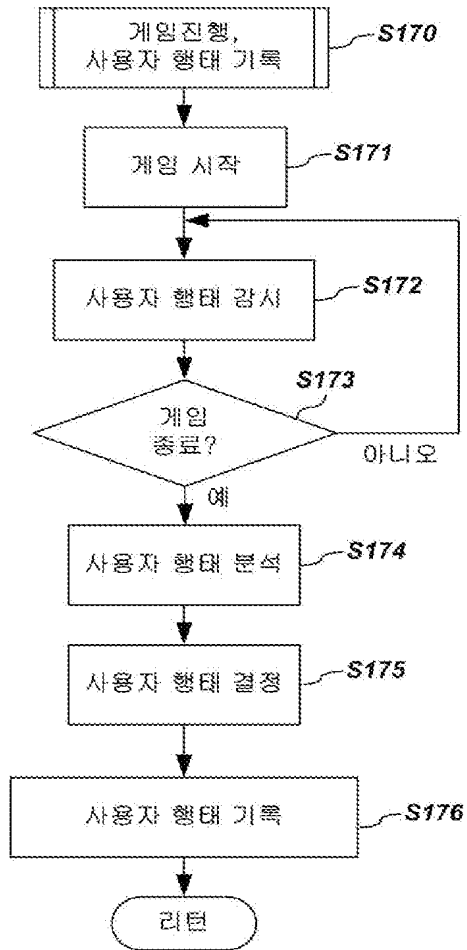 게임진행,
사용자 행태 기록
S170
게임 시작
S171
사용자 행태 감시
S172
S173
게임
종료?
아니오
예
사용자 행태 분석
S174
사용자 행태 결정
S175
사용자 행태 기록
S176
리턴